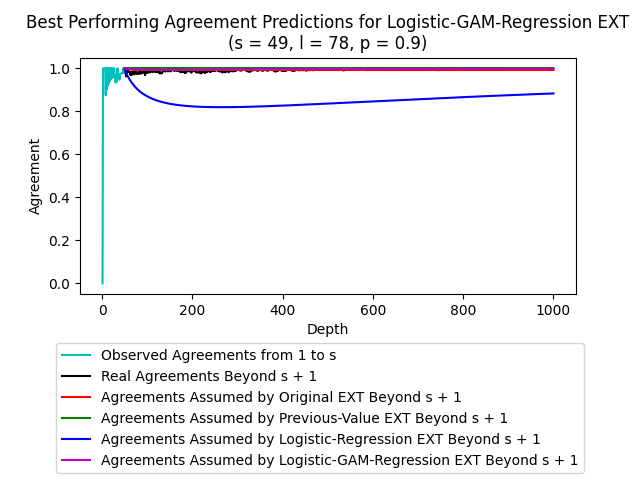 Best Performing Agreement Predictions for Logistic-GAM-Regression EXT
(s = 49, l = 78, p = 0.9)
1.0
0.8
0.6
0.4
0.2
0.0
Agreement
0 200 400 600 800 1000
Depth
Observed Agreements from 1 to s
Real Agreements Beyond s + 1
Agreements Assumed by Original EXT Beyond s + 1
Agreements Assumed by Previous-Value EXT Beyond s + 1
Agreements Assumed by Logistic-Regression EXT Beyond s + 1
Agreements Assumed by Logistic-GAM-Regression EXT Beyond s + 1